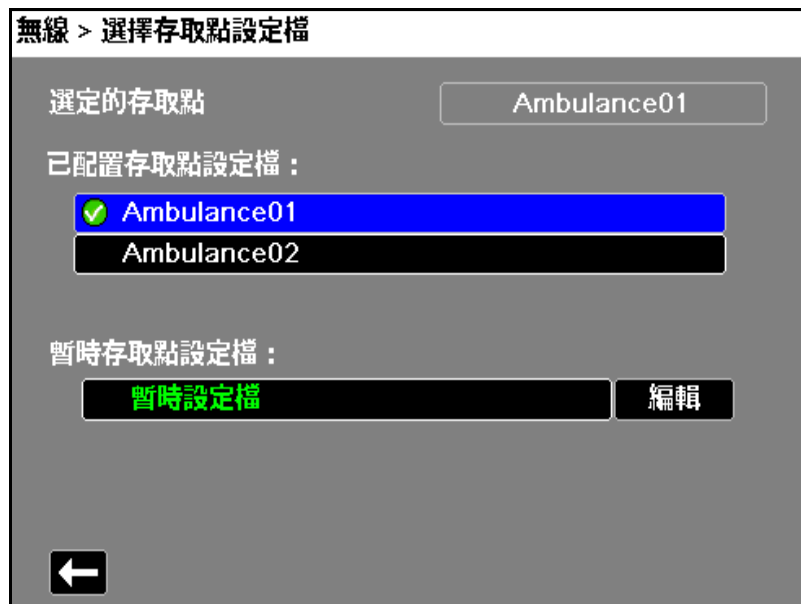 無線 > 選擇存取點設定檔
選定的存取點 Ambulance01
已配置存取點設定檔：
Ambulance01
Ambulance02
暫時存取點設定檔：
暫時設定檔 編輯